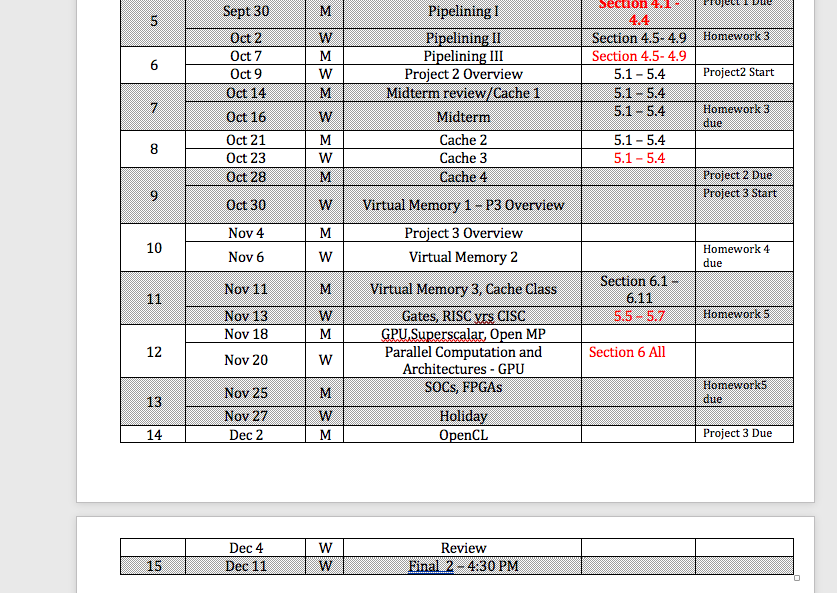 5 Sept 30 M Pipelining I Section 4.1 - 4.4 Project 1 Due
Oct 2 W Pipelining II Section 4.5- 4.9 Homework 3
6 Oct 7 M Pipelining III Section 4.5- 4.9
Oct 9 W Project 2 Overview 5.1 – 5.4 Project2 Start
7 Oct 14 M Midterm review/Cache 1 5.1 – 5.4
Oct 16 W Midterm 5.1 – 5.4 Homework 3 due
8 Oct 21 M Cache 2 5.1 – 5.4
Oct 23 W Cache 3 5.1 – 5.4
9 Oct 28 M Cache 4 Project 2 Due
Oct 30 W Virtual Memory 1 – P3 Overview Project 3 Start
10 Nov 4 M Project 3 Overview
Nov 6 W Virtual Memory 2 Homework 4 due
11 Nov 11 M Virtual Memory 3, Cache Class Section 6.1 – 6.11
Nov 13 W Gates, RISC vrs CISC 5.5 – 5.7 Homework 5
12 Nov 18 M GPU,Superscalar, Open MP
Nov 20 W Parallel Computation and Architectures - GPU Section 6 All
13 Nov 25 M SOCs, FPGAs Homework5 due
Nov 27 W Holiday
14 Dec 2 M OpenCL Project 3 Due
Dec 4 W Review
15 Dec 11 W Final 2 – 4:30 PM